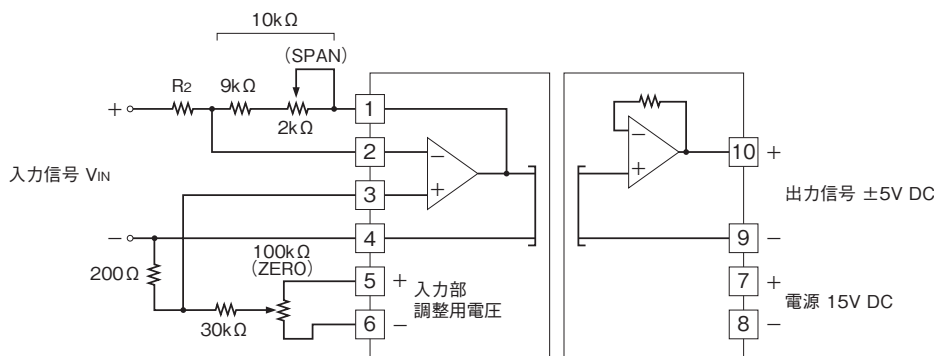 10kΩ
(SPAN)
R2
9kΩ
2kΩ
+
1
2
3
4
5
6
−
+
入力信号 VIN
−
200Ω
100kΩ
(ZERO)
30kΩ
+
−
入力部
調整用電圧
−
+
10
+
出力信号 ±5V DC
9
−
7
+
電源 15V DC
8
−